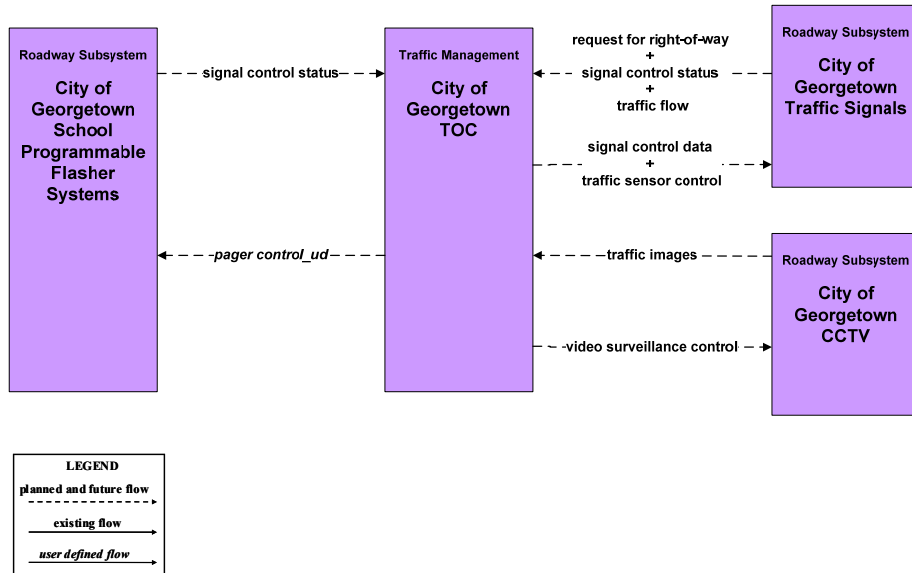 Roadway Subsystem
City of
Georgetown
School
Programmable
Flasher
Systems
signal control status
pager control_ud
Traffic Management
City of
Georgetown
TOC
request for right-of-way
+
signal control status
+
traffic flow
signal control data
+
traffic sensor control
traffic images
video surveillance control
Roadway Subsystem
City of
Georgetown
Traffic Signals
Roadway Subsystem
City of
Georgetown
CCTV
LEGEND
planned and future flow
existing flow
user defined flow